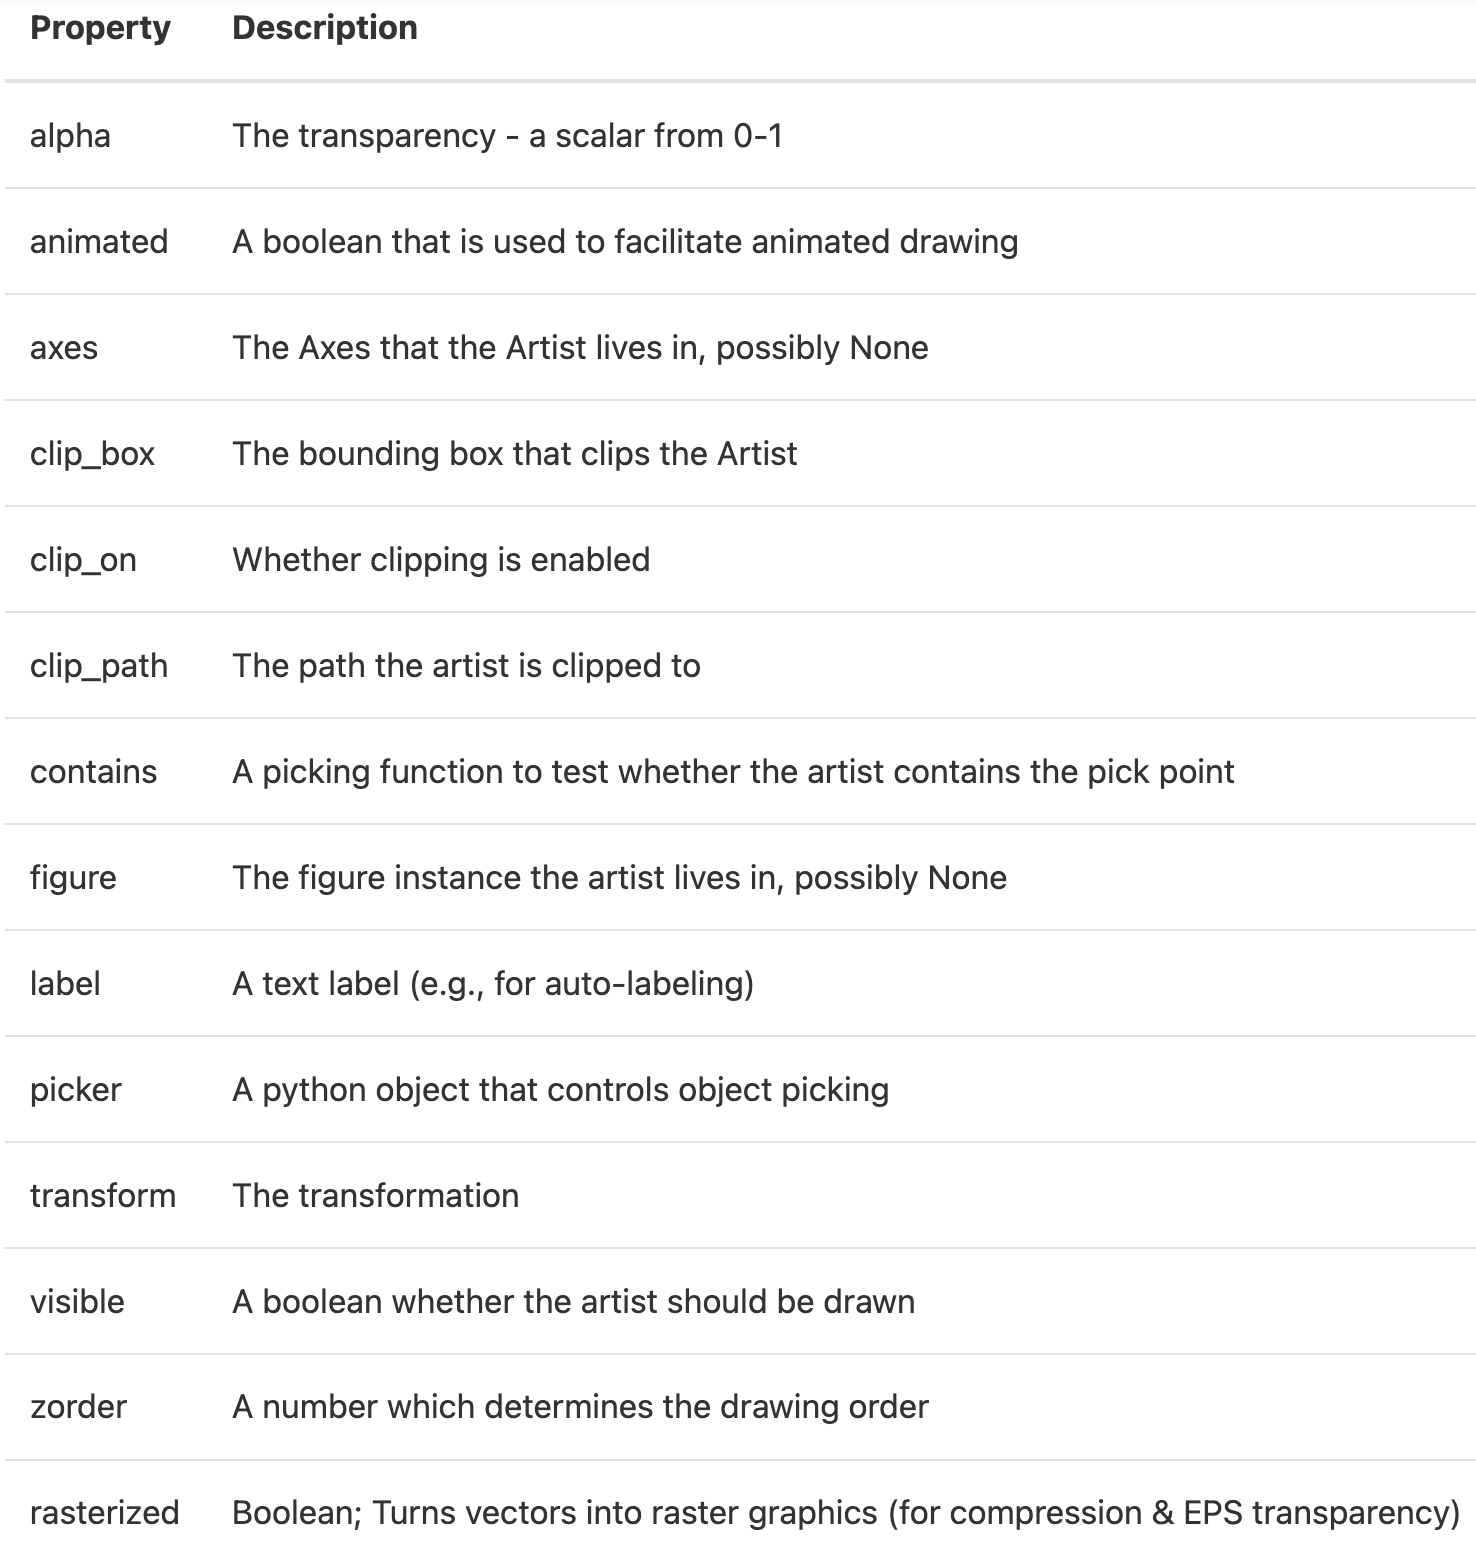 Property Description
alpha The transparency - a scalar from 0-1
animated A boolean that is used to facilitate animated drawing
axes The Axes that the Artist lives in, possibly None
clip_box The bounding box that clips the Artist
clip_on Whether clipping is enabled
clip_path The path the artist is clipped to
contains A picking function to test whether the artist contains the pick point
figure The figure instance the artist lives in, possibly None
label A text label (e.g., for auto-labeling)
picker A python object that controls object picking
transform The transformation
visible A boolean whether the artist should be drawn
zorder A number which determines the drawing order
rasterized Boolean; Turns vectors into raster graphics (for compression & EPS transparency)